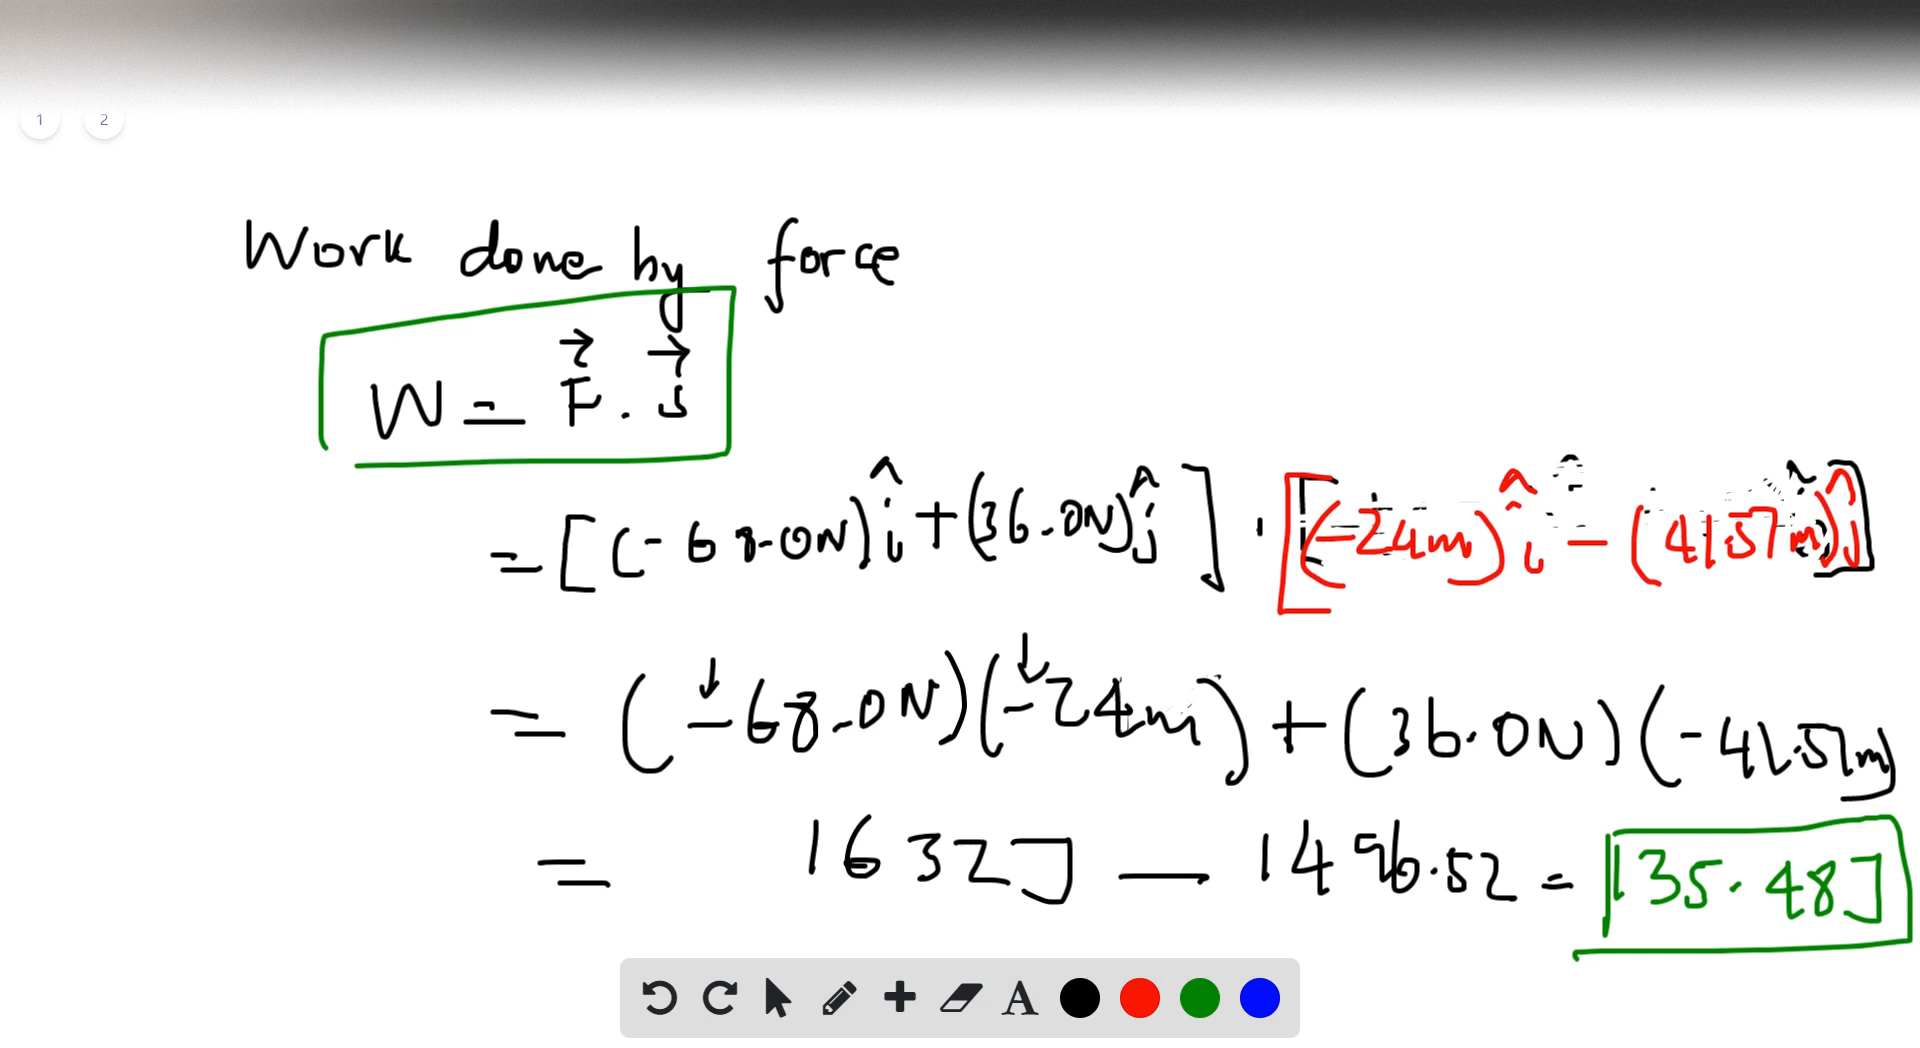 1 2
Work done by force
W = F⃗ . s⃗
= [(-68.0N)î + (36.0N)ĵ] . [(-24m)î - (41.57m)ĵ]
= (-68.0N)(-24m) + (36.0N)(-41.57m)
= 1632J - 1496.52 = 135.48J
A